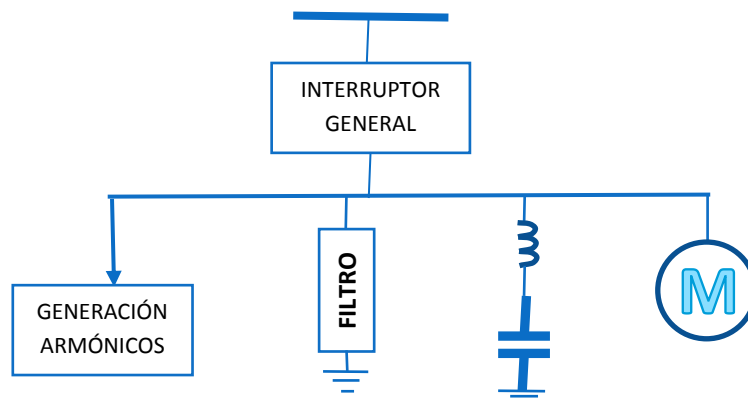 INTERRUPTOR
GENERAL
GENERACIÓN
ARMÓNICOS
FILTRO
M